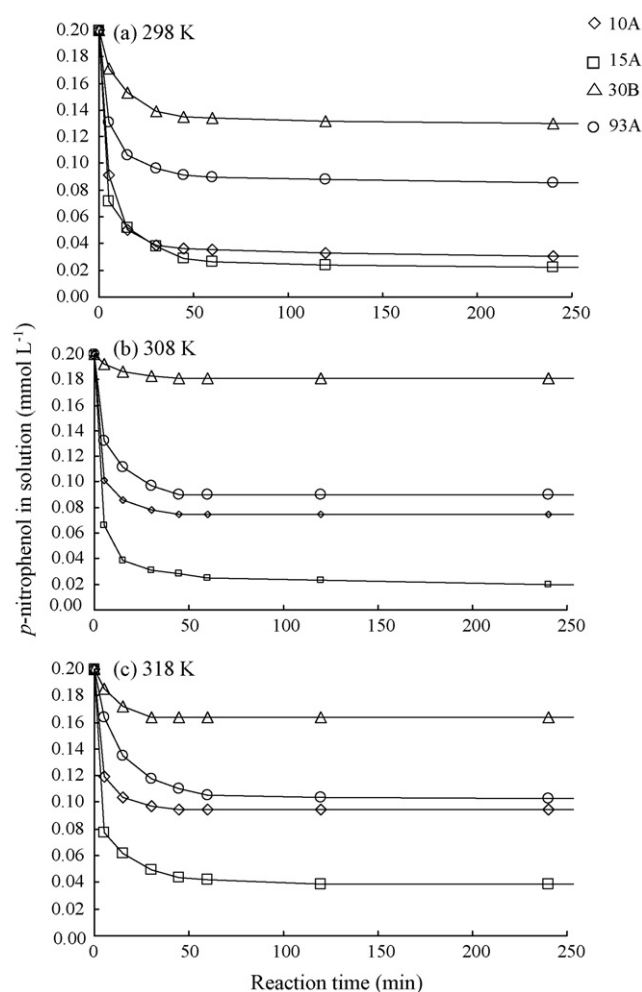 p-nitrophenol in solution (mmol L⁻¹)
(a) 298 K
10A
15A
30B
93A
0.20
0.18
0.16
0.14
0.12
0.10
0.08
0.06
0.04
0.02
0.00
0 50 100 150 200 250
(b) 308 K
0.20
0.18
0.16
0.14
0.12
0.10
0.08
0.06
0.04
0.02
0.00
0 50 100 150 200 250
(c) 318 K
0.20
0.18
0.16
0.14
0.12
0.10
0.08
0.06
0.04
0.02
0.00
0 50 100 150 200 250
Reaction time (min)